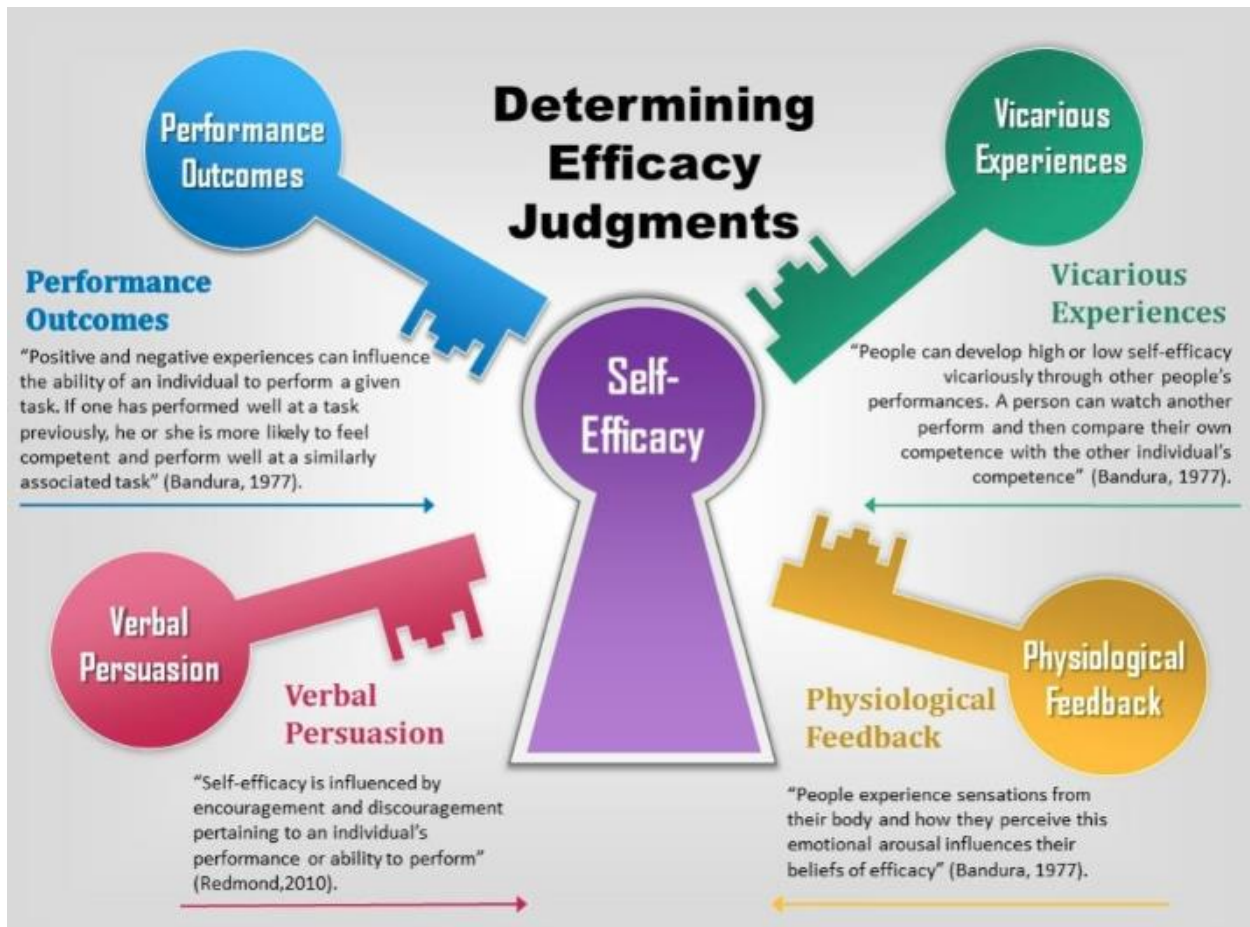 Determining
Efficacy
Judgments
Performance
Outcomes
Performance
Outcomes
“Positive and negative experiences can influence
the ability of an individual to perform a given
task. If one has performed well at a task
previously, he or she is more likely to feel
competent and perform well at a similarly
associated task” (Bandura, 1977).
Vicarious
Experiences
Vicarious
Experiences
“People can develop high or low self-efficacy
vicariously through other people’s
performances. A person can watch another
perform and then compare their own
competence with the other individual’s
competence” (Bandura, 1977).
Self-
Efficacy
Verbal
Persuasion
Verbal
Persuasion
“Self-efficacy is influenced by
encouragement and discouragement
pertaining to an individual’s
performance or ability to perform”
(Redmond,2010).
Physiological
Feedback
Physiological
Feedback
“People experience sensations from
their body and how they perceive this
emotional arousal influences their
beliefs of efficacy” (Bandura, 1977).